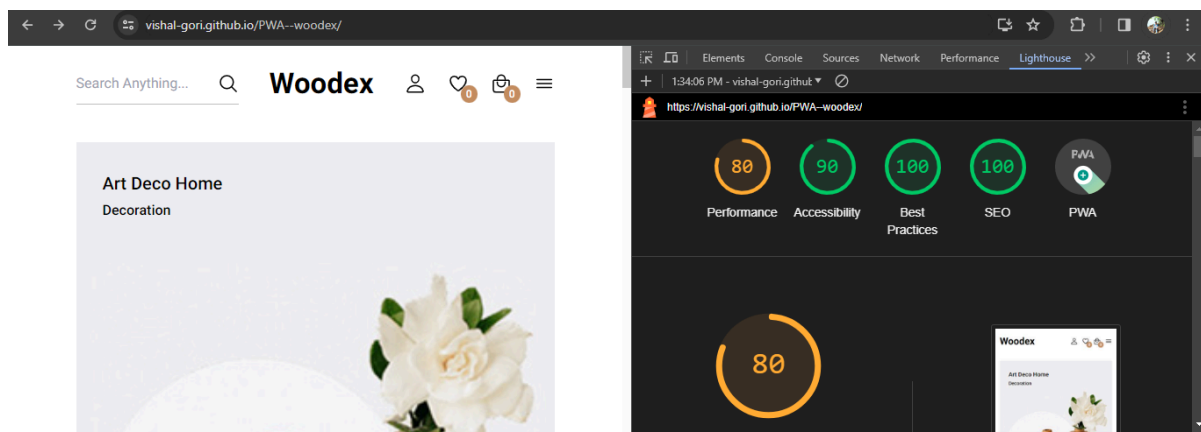 vishal-gori.github.io/PWA--woodex/
Search Anything...
Woodex
0
0
Art Deco Home
Decoration
Elements Console Sources Network Performance Lighthouse
1:34:06 PM - vishal-gori.githut
https://vishal-gori.github.io/PWA--woodex/
80 90 100 100 PWA
Performance Accessibility Best Practices SEO PWA
80
Woodex
Art Deco Home
Decoration